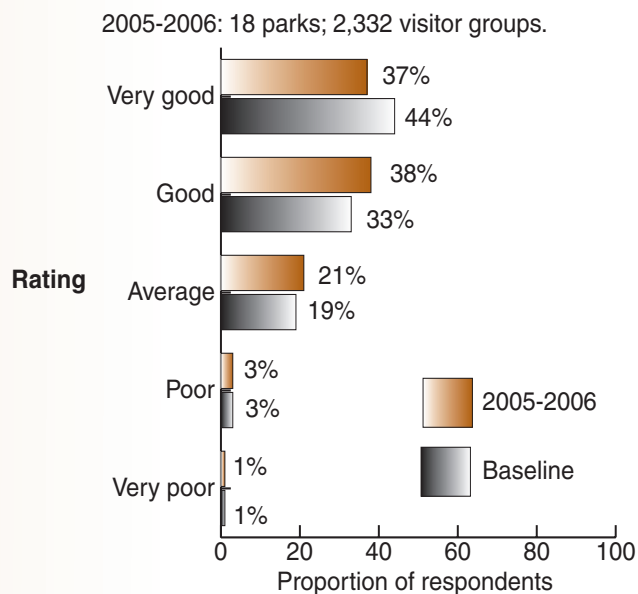 2005-2006: 18 parks; 2,332 visitor groups.
Very good
37%
44%
Good
38%
33%
Rating
Average
21%
19%
Poor
3%
3%
2005-2006
Very poor
1%
1%
Baseline
0 20 40 60 80 100
Proportion of respondents